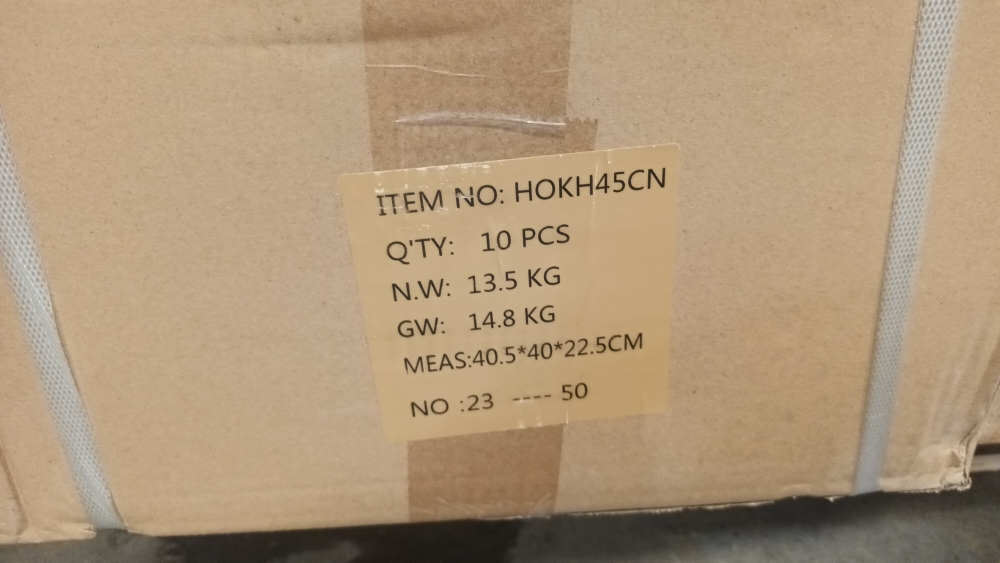 ITEM NO: HOKH45CN
Q'TY: 10 PCS
N.W: 13.5 KG
GW: 14.8 KG
MEAS:40.5*40*22.5CM
NO :23 ---- 50